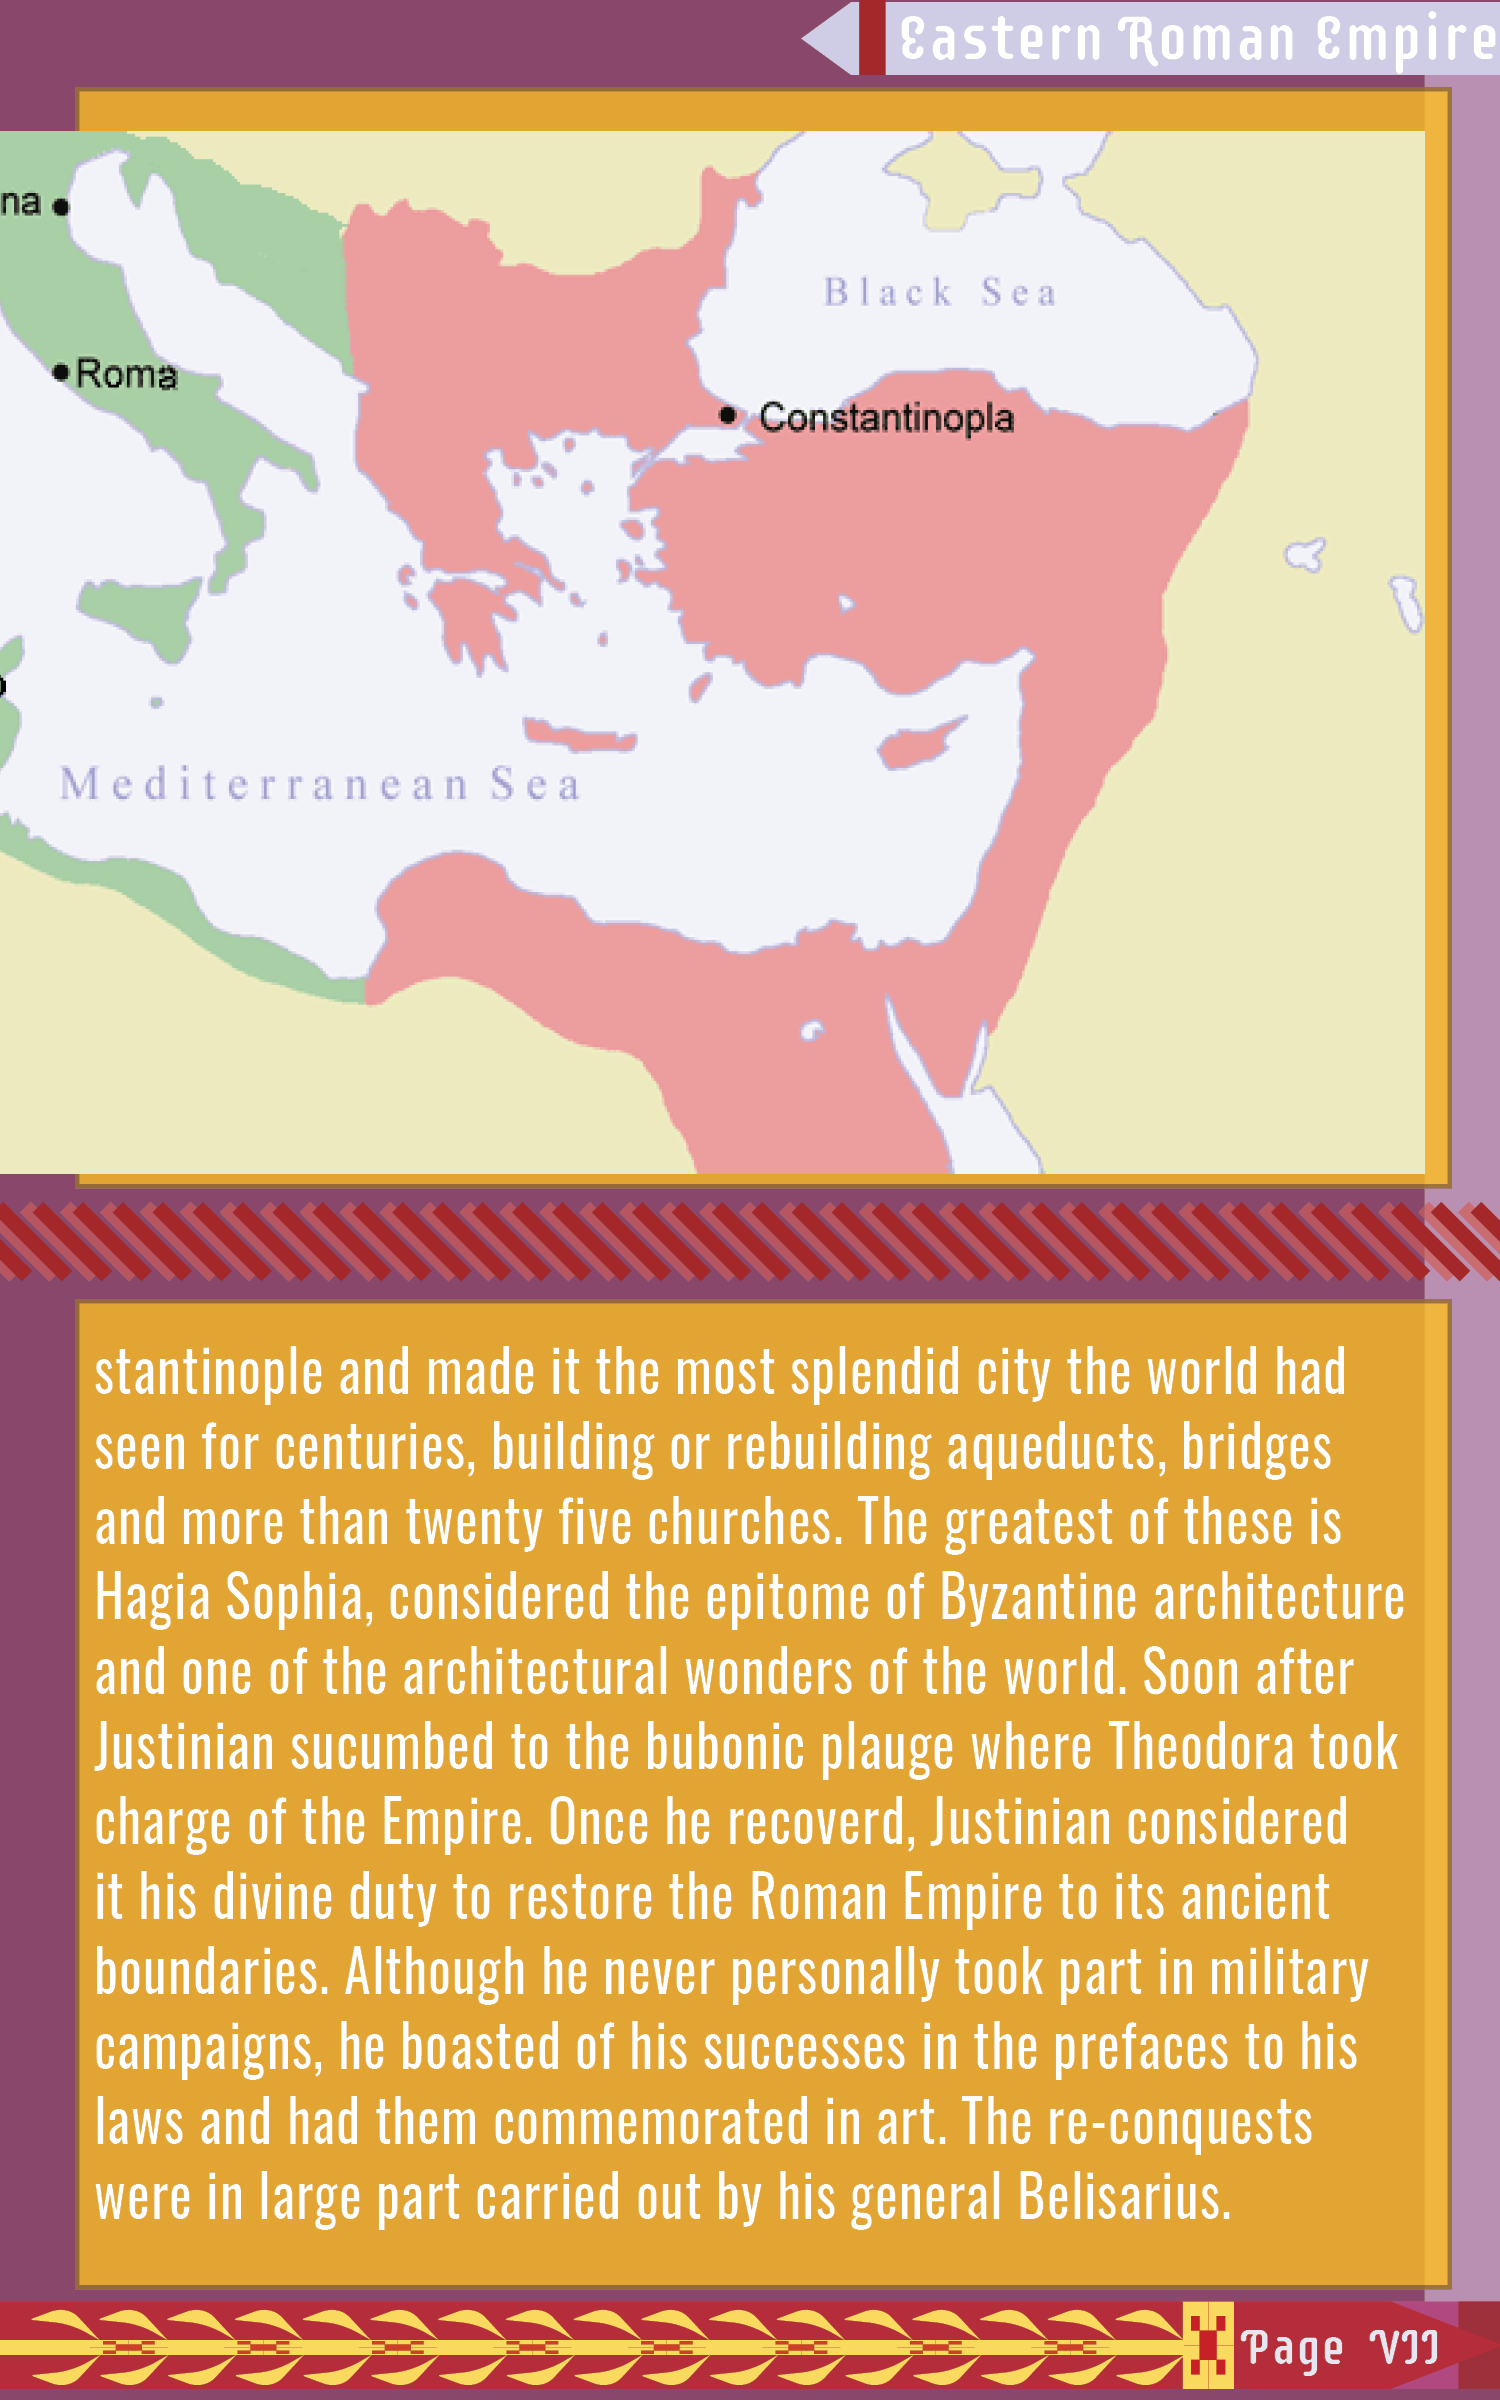 Eastern Roman Empire
na
Black Sea
Roma
Constantinopla
Mediterranean Sea
stantinople and made it the most splendid city the world had
seen for centuries, building or rebuilding aqueducts, bridges
and more than twenty five churches. The greatest of these is
Hagia Sophia, considered the epitome of Byzantine architecture
and one of the architectural wonders of the world. Soon after
Justinian sucumbed to the bubonic plauge where Theodora took
charge of the Empire. Once he recoverd, Justinian considered
it his divine duty to restore the Roman Empire to its ancient
boundaries. Although he never personally took part in military
campaigns, he boasted of his successes in the prefaces to his
laws and had them commemorated in art. The re-conquests
were in large part carried out by his general Belisarius.
Page VII